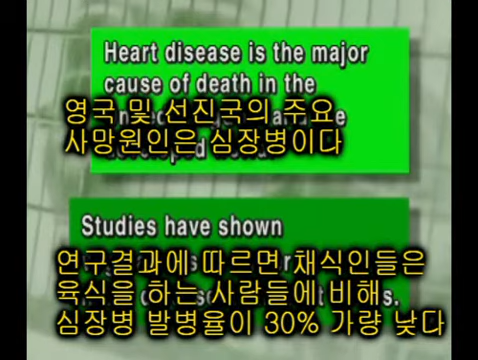 Heart disease is the major
cause of death in the
영국 및 선진국의 주요
사망원인은 심장병이다
Studies have shown
연구결과에 따르면 채식인들은
육식을 하는 사람들에 비해
심장병 발병율이 30% 가량 낮다